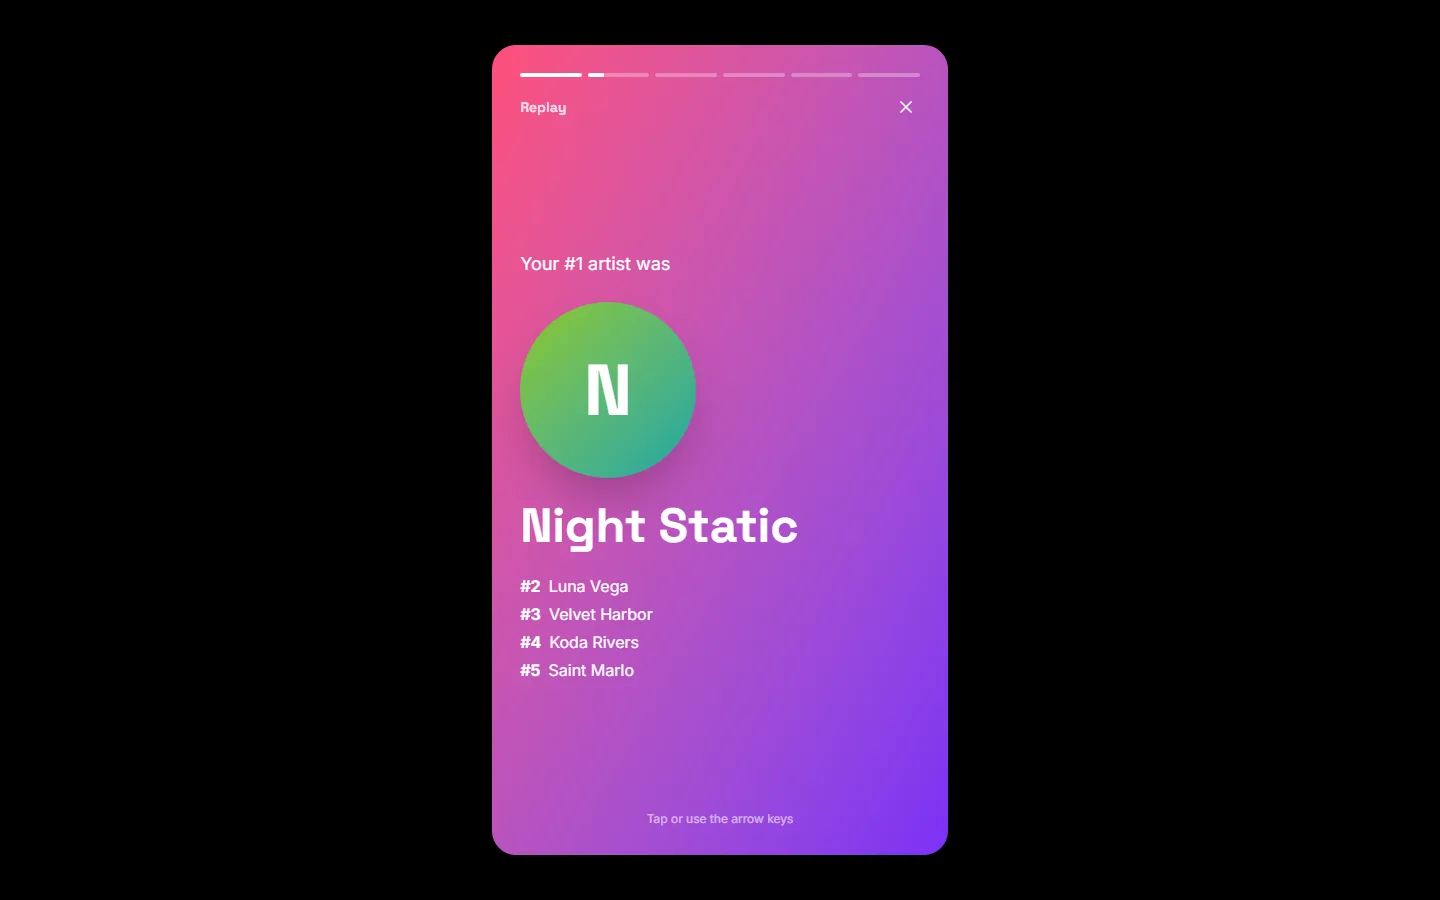 Replay
Your #1 artist was
N
Night Static
#2 Luna Vega
#3 Velvet Harbor
#4 Koda Rivers
#5 Saint Marlo
Tap or use the arrow keys